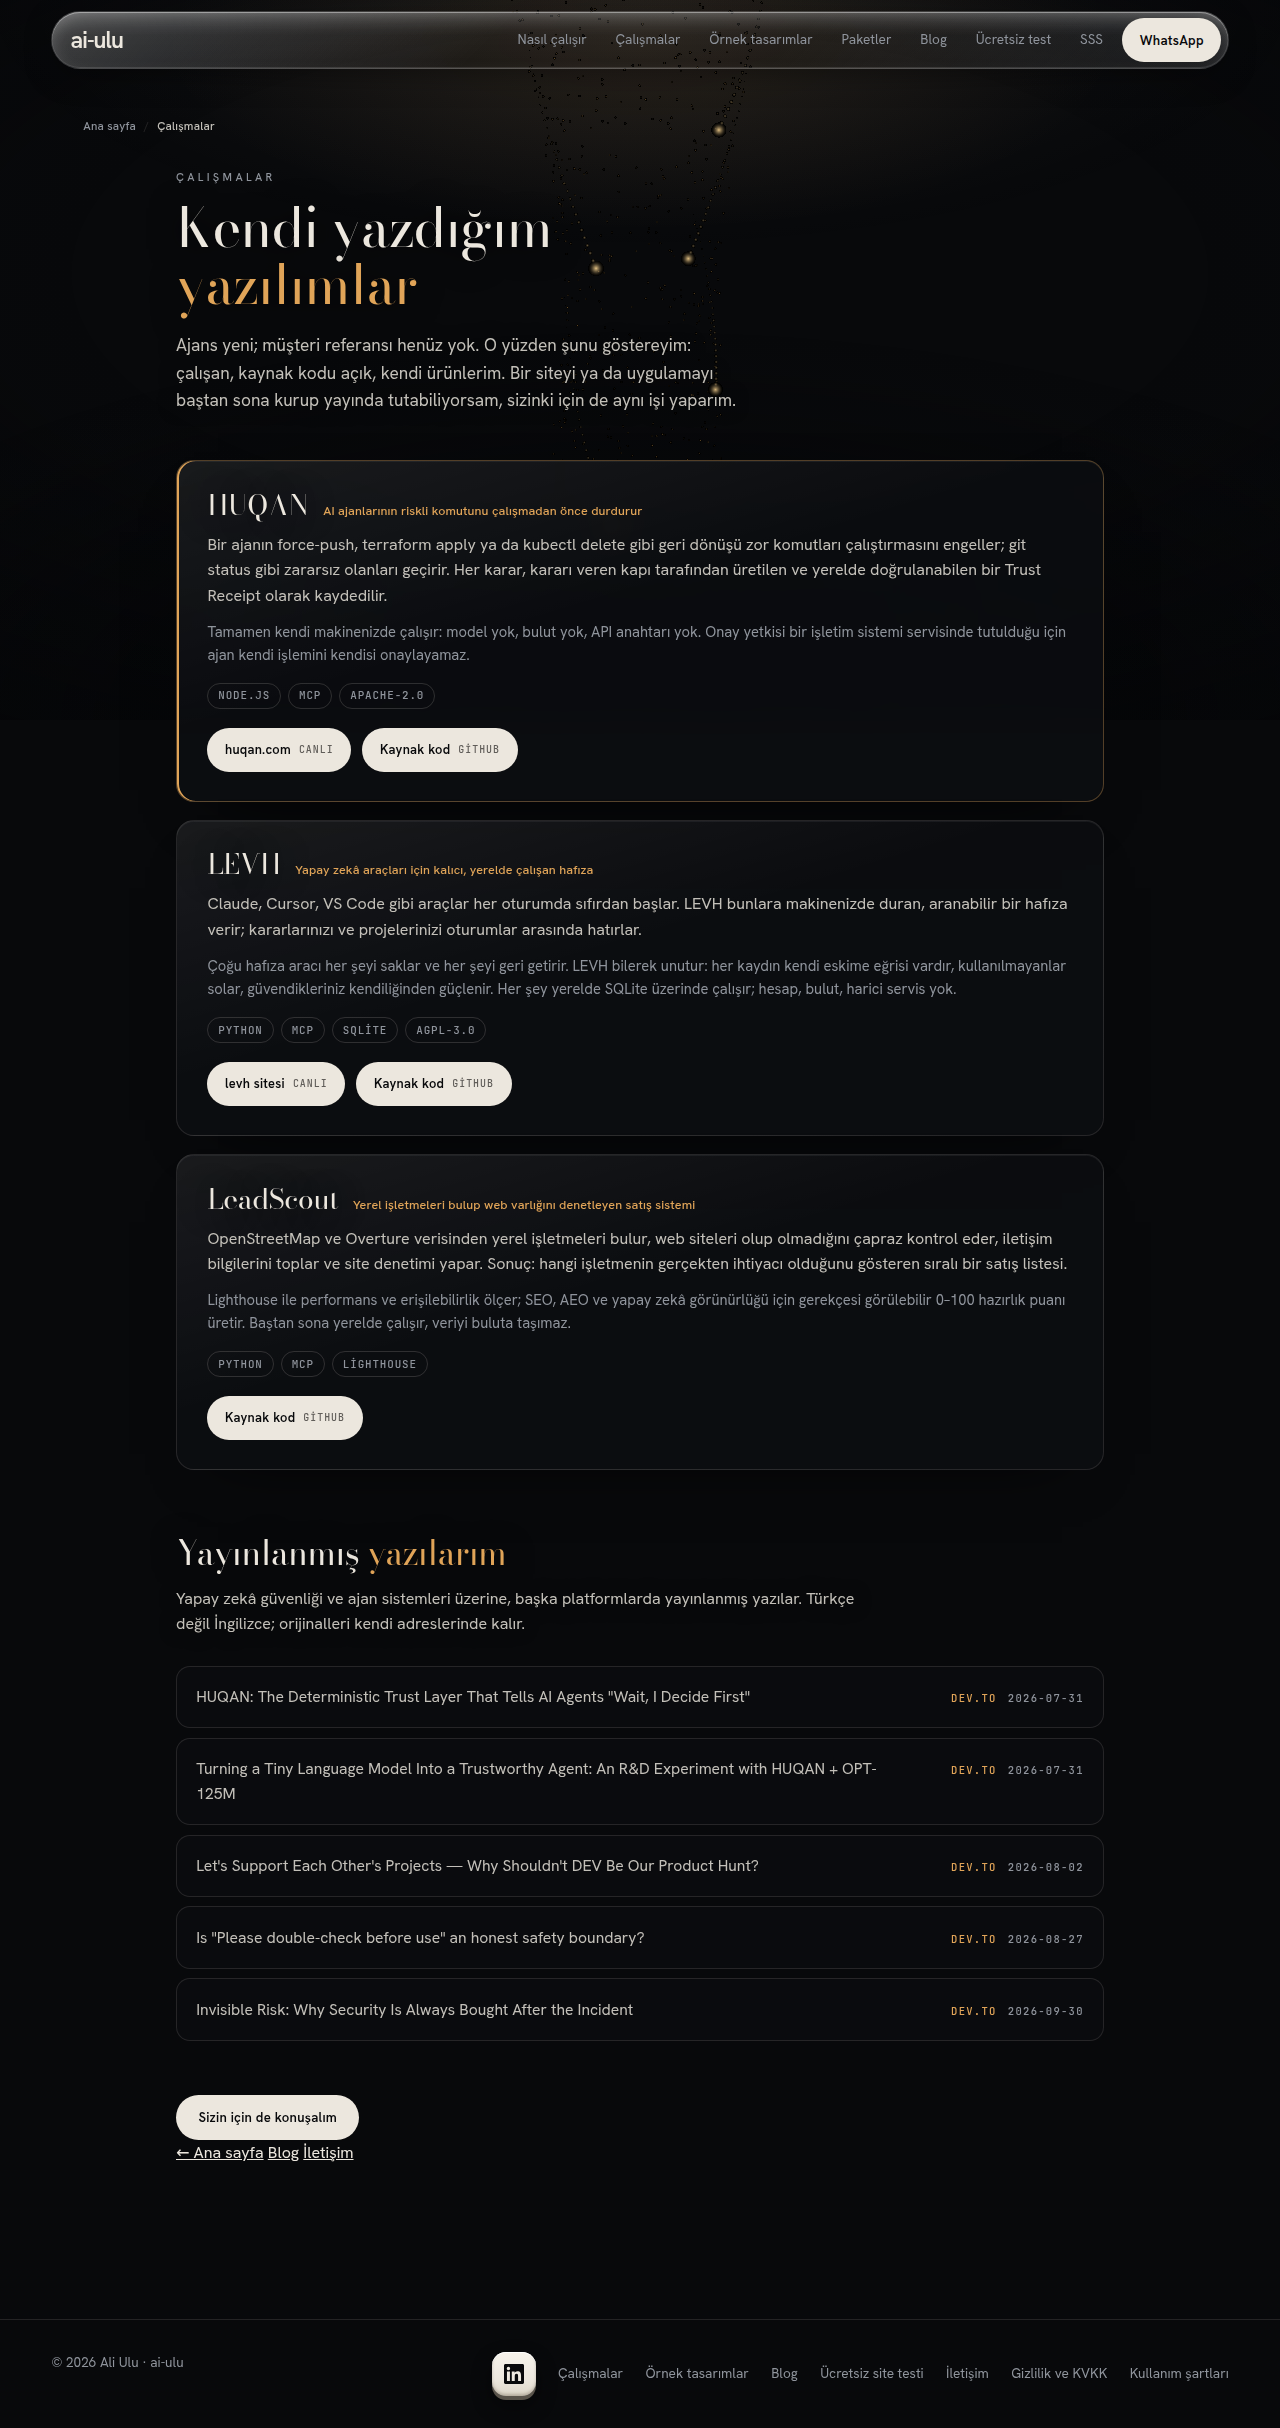 ai-ulu
Nasıl çalışır Çalışmalar Örnek tasarımlar Paketler Blog Ücretsiz test SSS WhatsApp
Ana sayfa / Çalışmalar
ÇALIŞMALAR
Kendi yazdığım
yazılımlar
Ajans yeni; müşteri referansı henüz yok. O yüzden şunu göstereyim:
çalışan, kaynak kodu açık, kendi ürünlerim. Bir siteyi ya da uygulamayı
baştan sona kurup yayında tutabiliyorsam, sizinki için de aynı işi yaparım.
HUQAN AI ajanlarının riskli komutunu çalışmadan önce durdurur
Bir ajanın force-push, terraform apply ya da kubectl delete gibi geri dönüşü zor komutları çalıştırmasını engeller; git
status gibi zararsız olanları geçirir. Her karar, kararı veren kapı tarafından üretilen ve yerelde doğrulanabilen bir Trust
Receipt olarak kaydedilir.
Tamamen kendi makinenizde çalışır: model yok, bulut yok, API anahtarı yok. Onay yetkisi bir işletim sistemi servisinde tutulduğu için
ajan kendi işlemini kendisi onaylayamaz.
NODE.JS MCP APACHE-2.0
huqan.com CANLI Kaynak kod GİTHUB
LEVH Yapay zekâ araçları için kalıcı, yerelde çalışan hafıza
Claude, Cursor, VS Code gibi araçlar her oturumda sıfırdan başlar. LEVH bunlara makinenizde duran, aranabilir bir hafıza
verir; kararlarınızı ve projelerinizi oturumlar arasında hatırlar.
Çoğu hafıza aracı her şeyi saklar ve her şeyi geri getirir. LEVH bilerek unutur: her kaydın kendi eskime eğrisi vardır, kullanılmayanlar
solar, güvendikleriniz kendiliğinden güçlenir. Her şey yerelde SQLite üzerinde çalışır; hesap, bulut, harici servis yok.
PYTHON MCP SQLİTE AGPL-3.0
levh sitesi CANLI Kaynak kod GİTHUB
LeadScout Yerel işletmeleri bulup web varlığını denetleyen satış sistemi
OpenStreetMap ve Overture verisinden yerel işletmeleri bulur, web siteleri olup olmadığını çapraz kontrol eder, iletişim
bilgilerini toplar ve site denetimi yapar. Sonuç: hangi işletmenin gerçekten ihtiyacı olduğunu gösteren sıralı bir satış listesi.
Lighthouse ile performans ve erişilebilirlik ölçer; SEO, AEO ve yapay zekâ görünürlüğü için gerekçesi görülebilir 0–100 hazırlık puanı
üretir. Baştan sona yerelde çalışır, veriyi buluta taşımaz.
PYTHON MCP LİGHTHOUSE
Kaynak kod GİTHUB
Yayınlanmış yazılarım
Yapay zekâ güvenliği ve ajan sistemleri üzerine, başka platformlarda yayınlanmış yazılar. Türkçe
değil İngilizce; orijinalleri kendi adreslerinde kalır.
HUQAN: The Deterministic Trust Layer That Tells AI Agents "Wait, I Decide First" DEV.TO 2026-07-31
Turning a Tiny Language Model Into a Trustworthy Agent: An R&D Experiment with HUQAN + OPT- DEV.TO 2026-07-31
125M
Let's Support Each Other's Projects — Why Shouldn't DEV Be Our Product Hunt? DEV.TO 2026-08-02
Is "Please double-check before use" an honest safety boundary? DEV.TO 2026-08-27
Invisible Risk: Why Security Is Always Bought After the Incident DEV.TO 2026-09-30
Sizin için de konuşalım
← Ana sayfa Blog İletişim
© 2026 Ali Ulu · ai-ulu
in Çalışmalar Örnek tasarımlar Blog Ücretsiz site testi İletişim Gizlilik ve KVKK Kullanım şartları